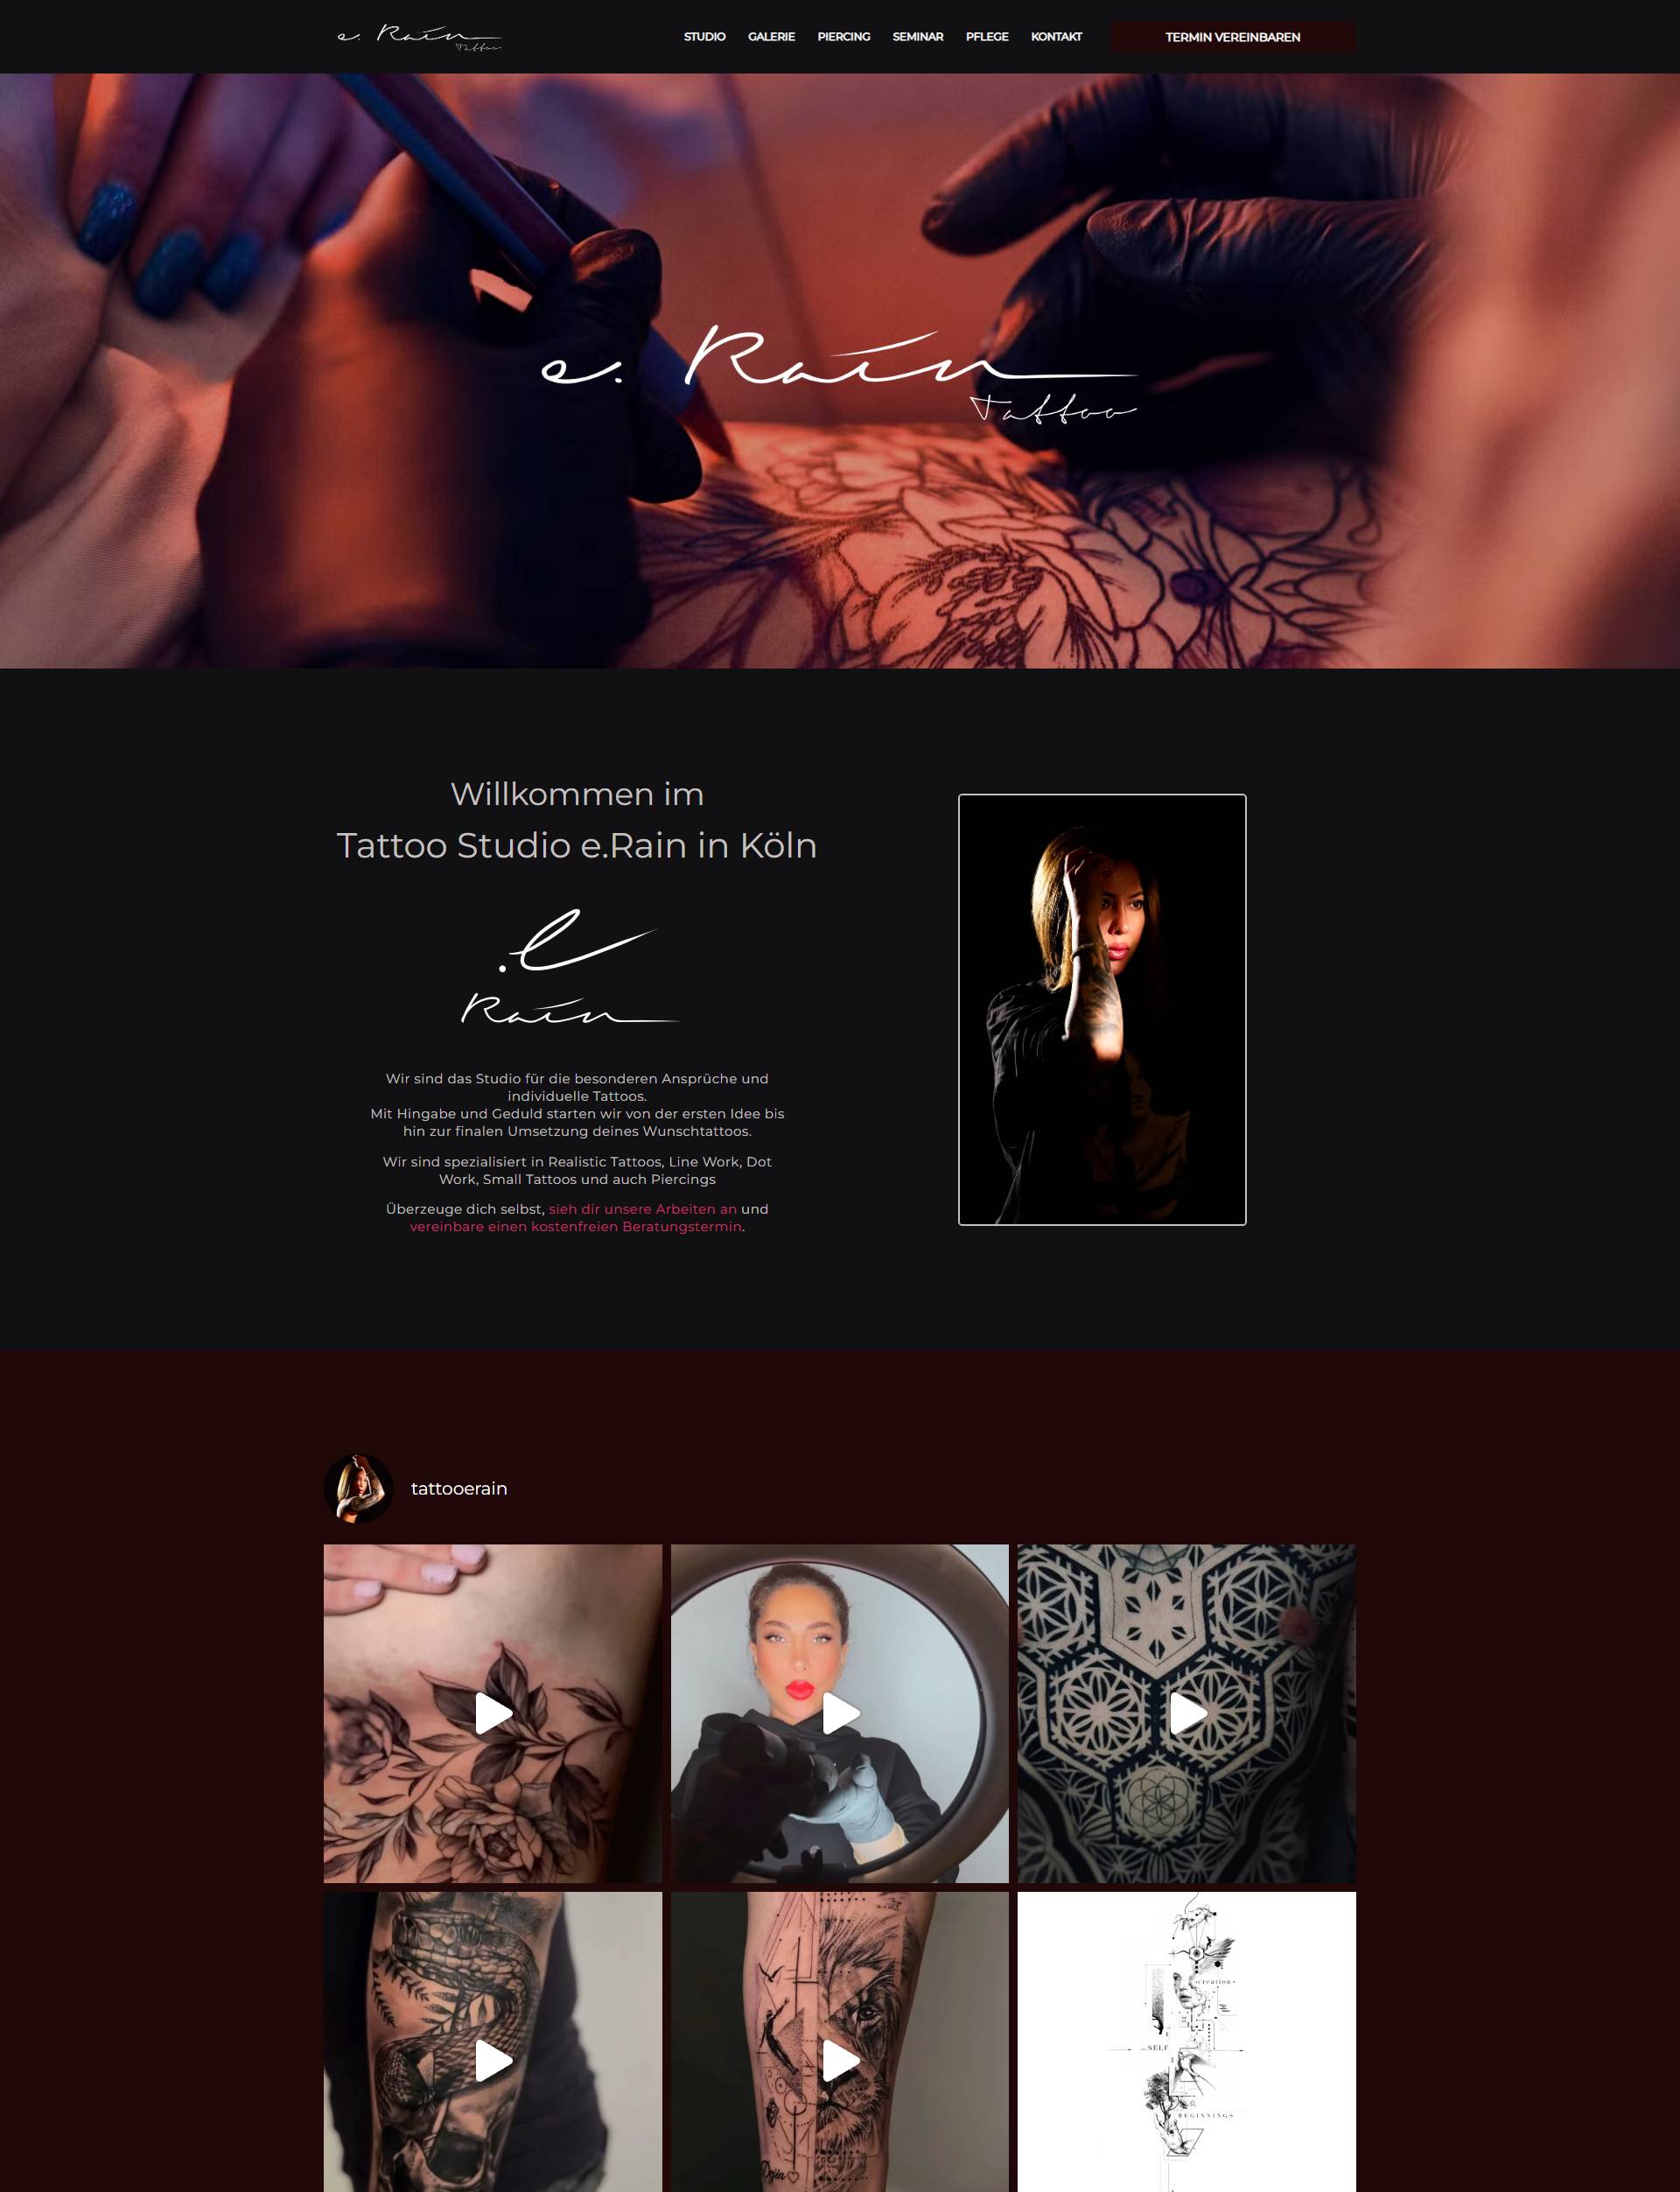 e. Rain
Tattoo
STUDIO GALERIE PIERCING SEMINAR PFLEGE KONTAKT TERMIN VEREINBAREN
e. Rain
Tattoo
Willkommen im
Tattoo Studio e.Rain in Köln
.e
Rain
Wir sind das Studio für die besonderen Ansprüche und
individuelle Tattoos.
Mit Hingabe und Geduld starten wir von der ersten Idee bis
hin zur finalen Umsetzung deines Wunschtattoos.
Wir sind spezialisiert in Realistic Tattoos, Line Work, Dot
Work, Small Tattoos und auch Piercings
Überzeuge dich selbst, sieh dir unsere Arbeiten an und
vereinbare einen kostenfreien Beratungstermin.
tattooerain
creation
SELF
BEGINNINGS